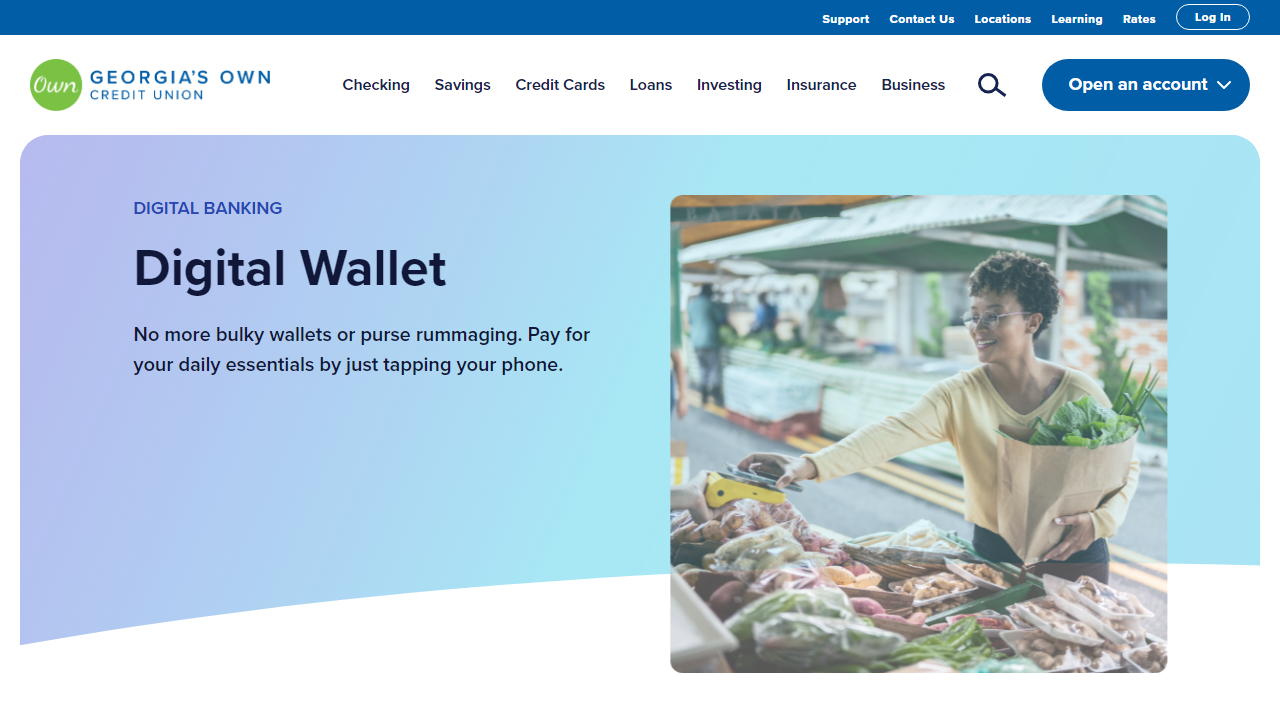 Support Contact Us Locations Learning Rates Log In
Own GEORGIA'S OWN
CREDIT UNION
Checking Savings Credit Cards Loans Investing Insurance Business Open an account
DIGITAL BANKING
Digital Wallet
No more bulky wallets or purse rummaging. Pay for
your daily essentials by just tapping your phone.